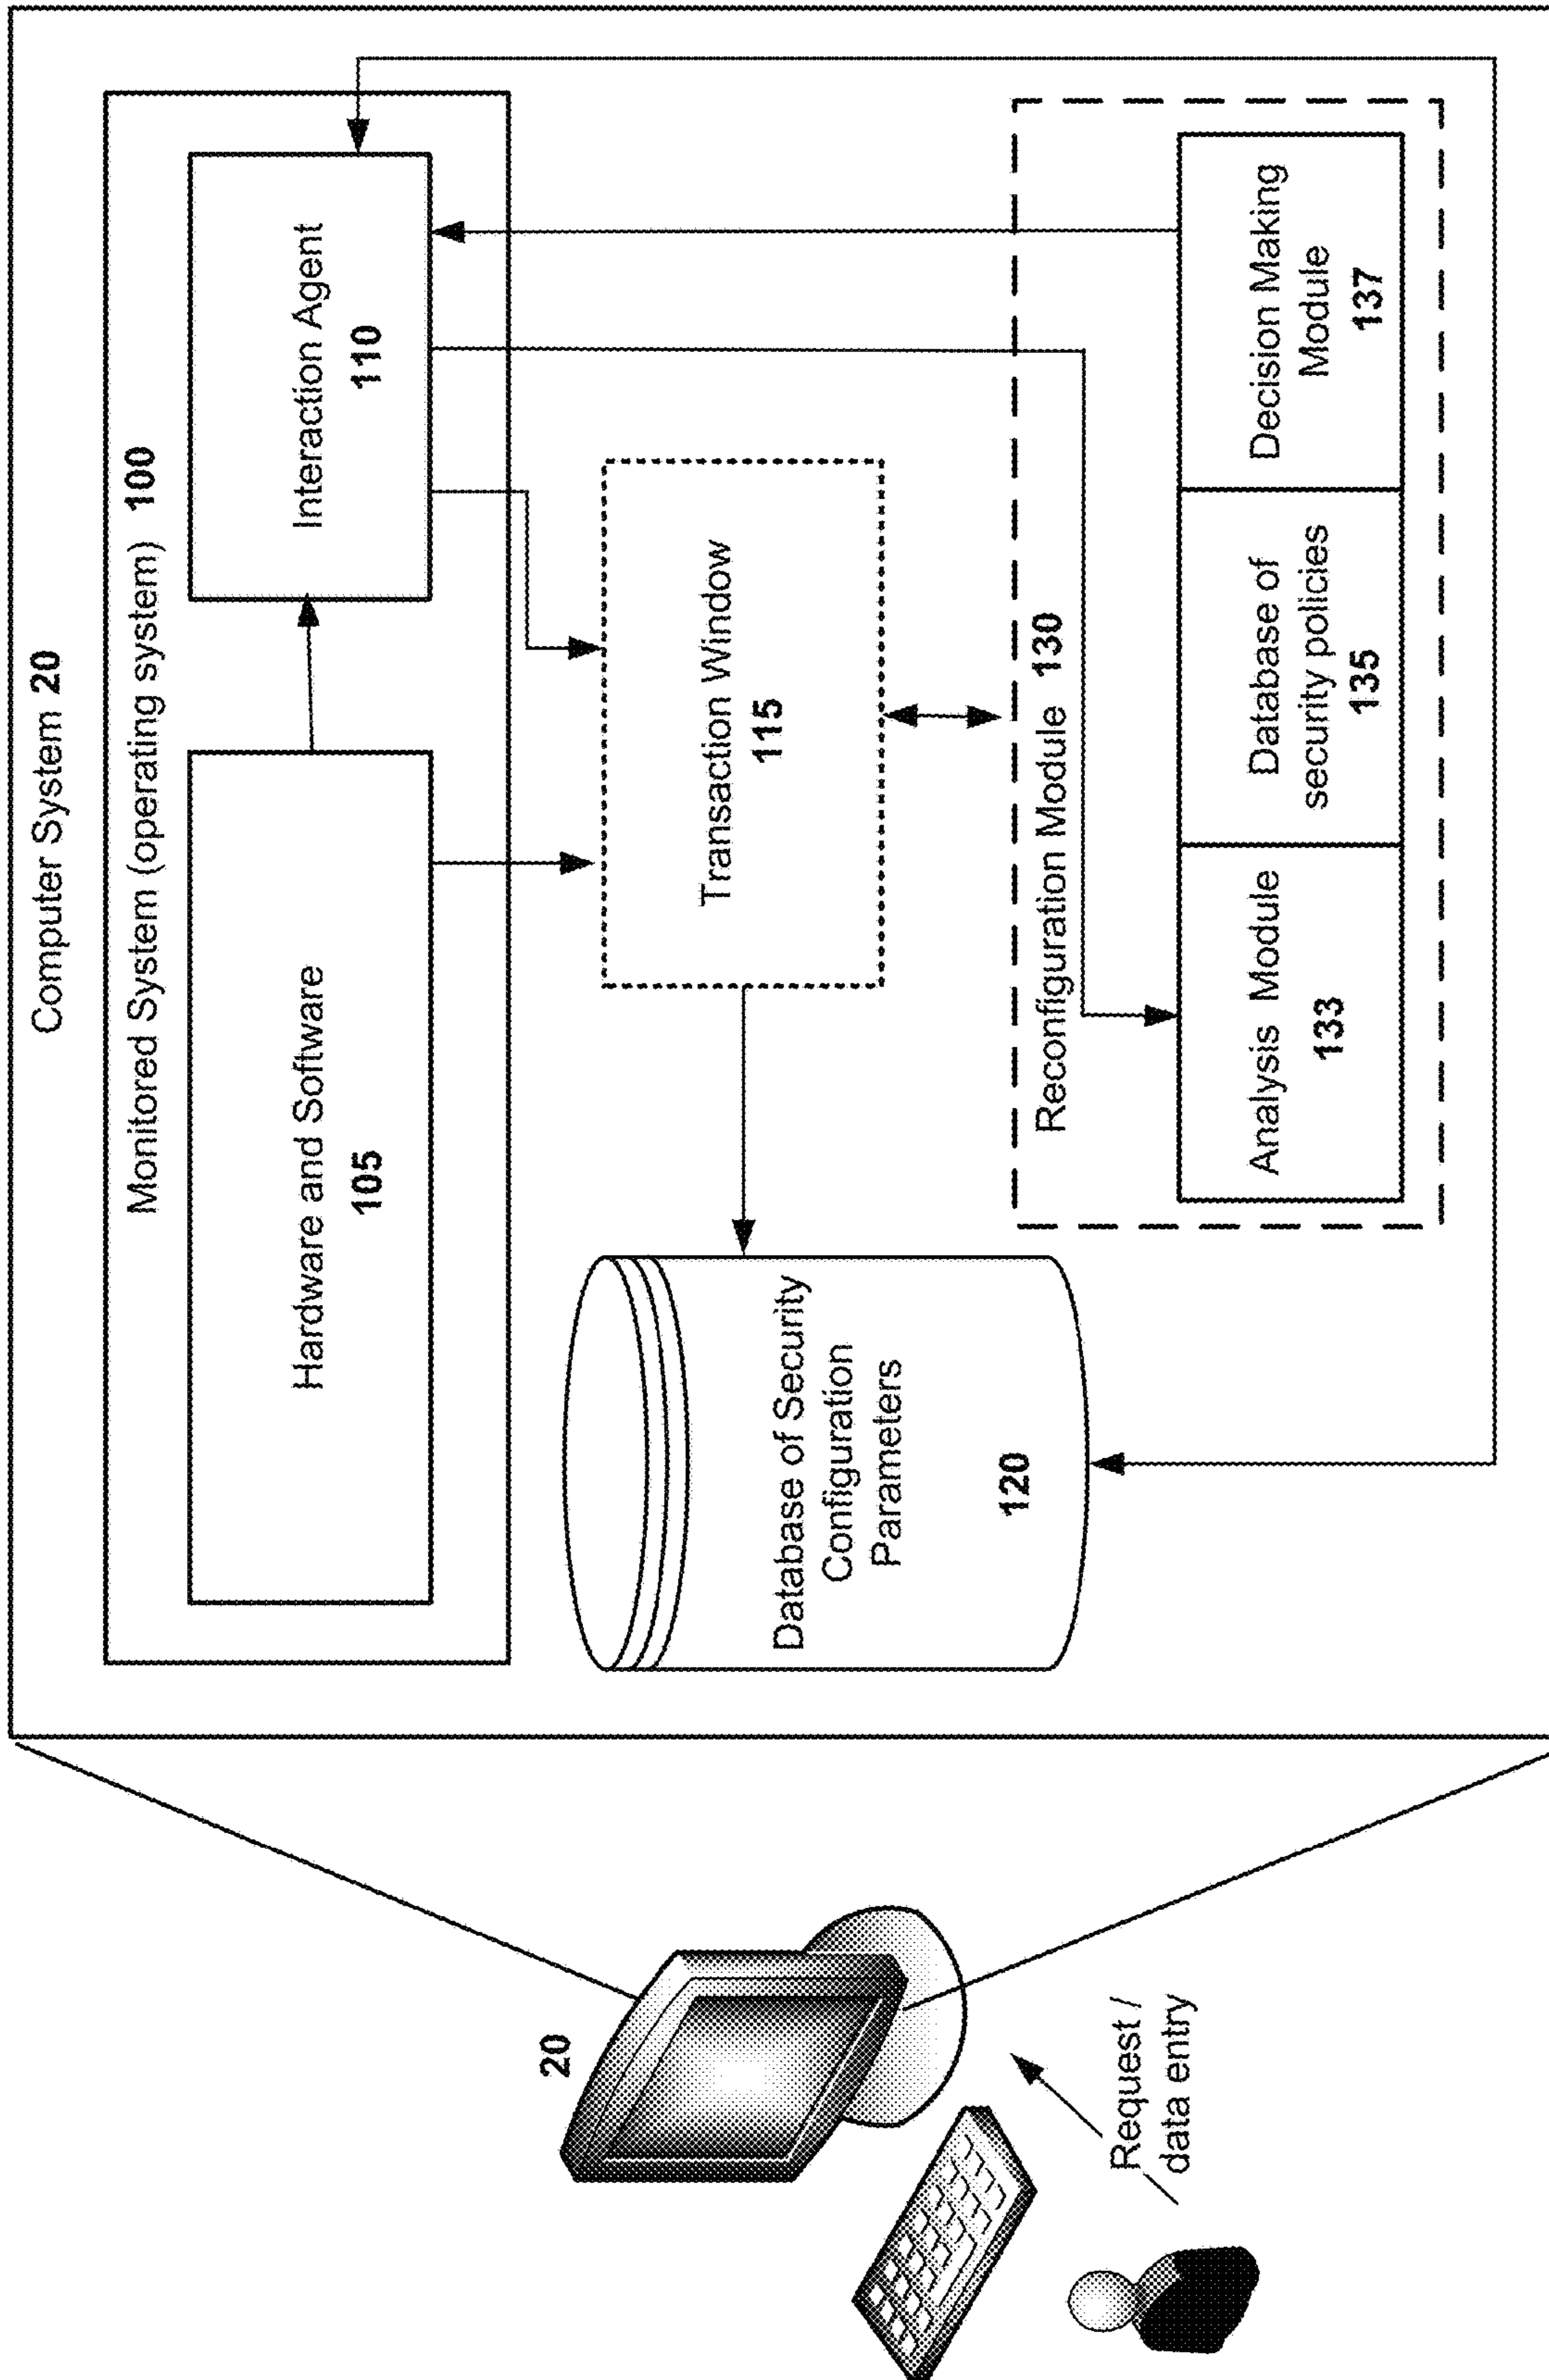 Computer System 20
Monitored System (operating system) 100
Hardware and Software
105
Interaction Agent
110
Transaction Window
115
Database of Security
Configuration
Parameters
120
Reconfiguration Module 130
Analysis Module
133
Database of
security policies
135
Decision Making
Module
137
20
Request /
data entry